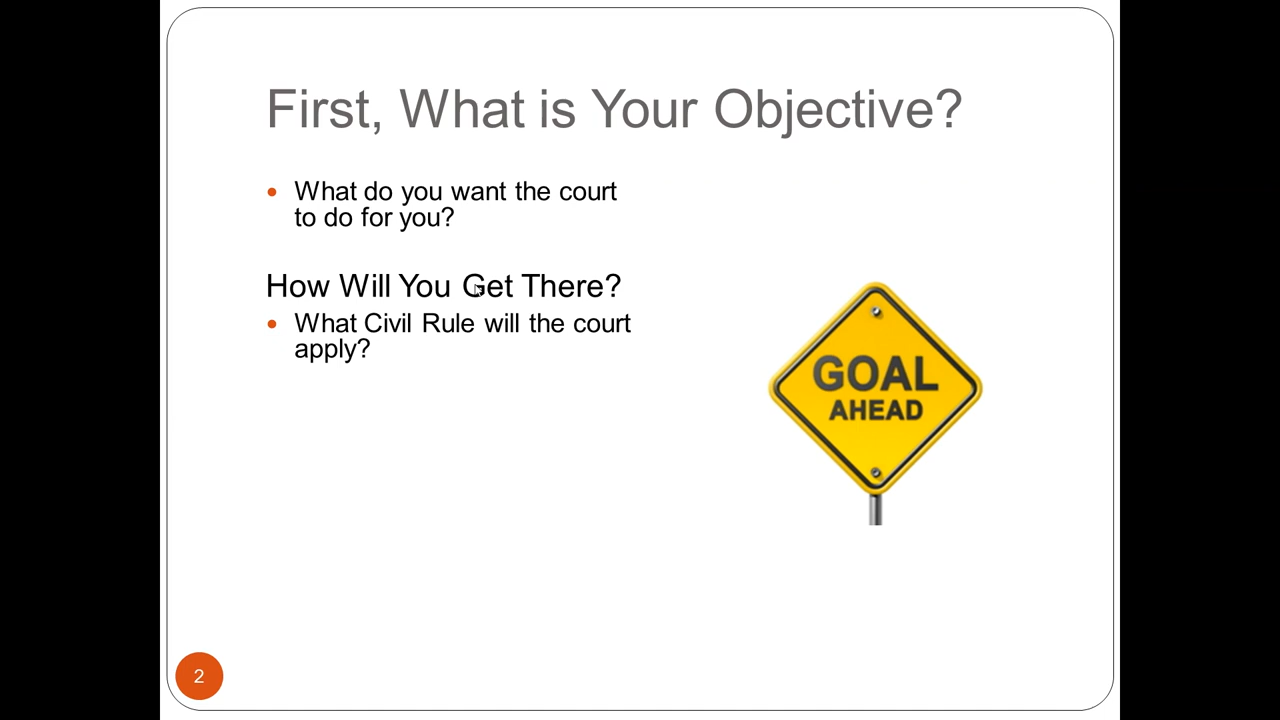 First, What is Your Objective?
What do you want the court
to do for you?
How Will You Get There?
What Civil Rule will the court
apply?
GOAL
AHEAD
2